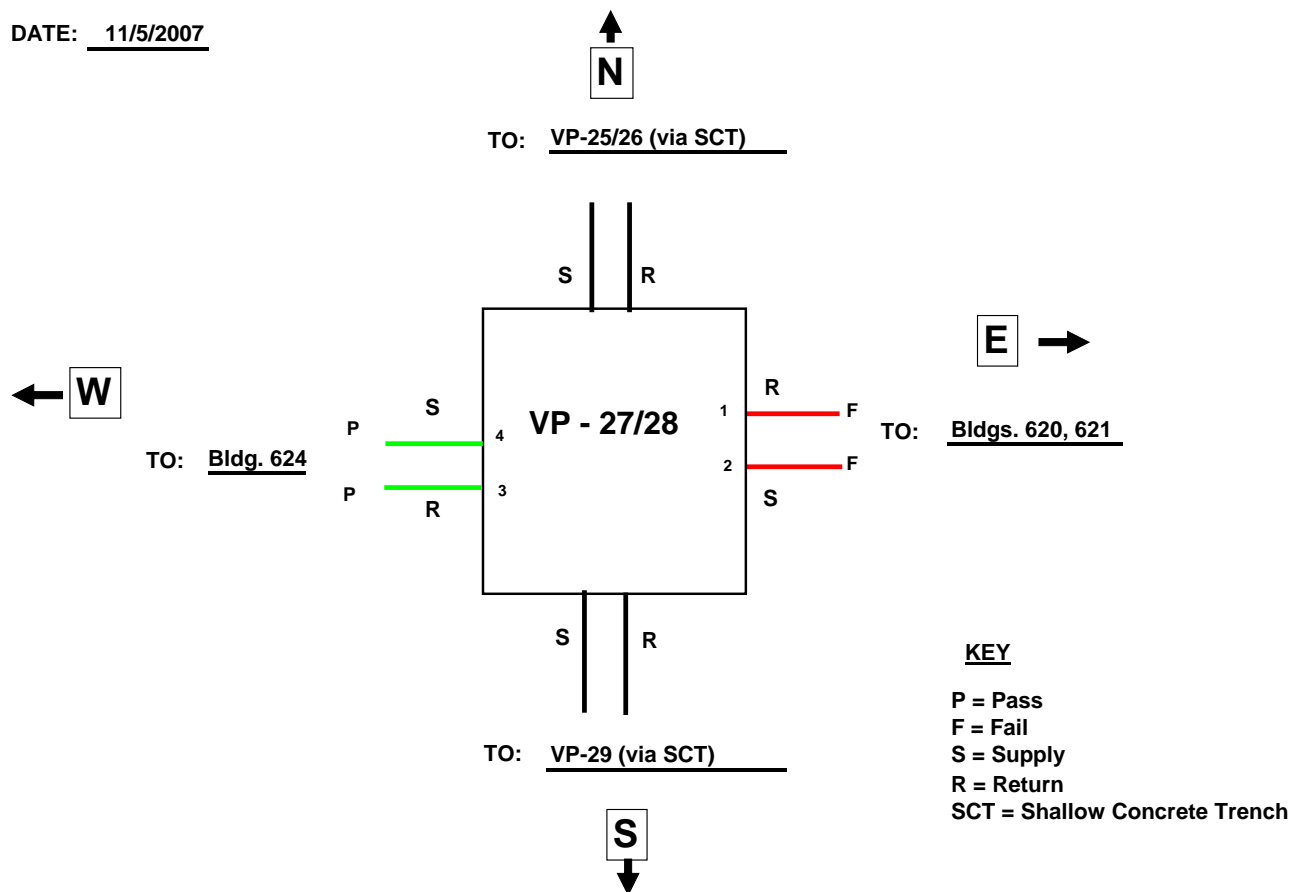 DATE: 11/5/2007
N
TO: VP-25/26 (via SCT)
S R
E
W
R
S
VP - 27/28
1 F
P 4
TO: Bldgs. 620, 621
TO: Bldg. 624
2 F
P 3
S
R
S R
KEY
P = Pass
F = Fail
TO: VP-29 (via SCT)
S = Supply
R = Return
SCT = Shallow Concrete Trench
S